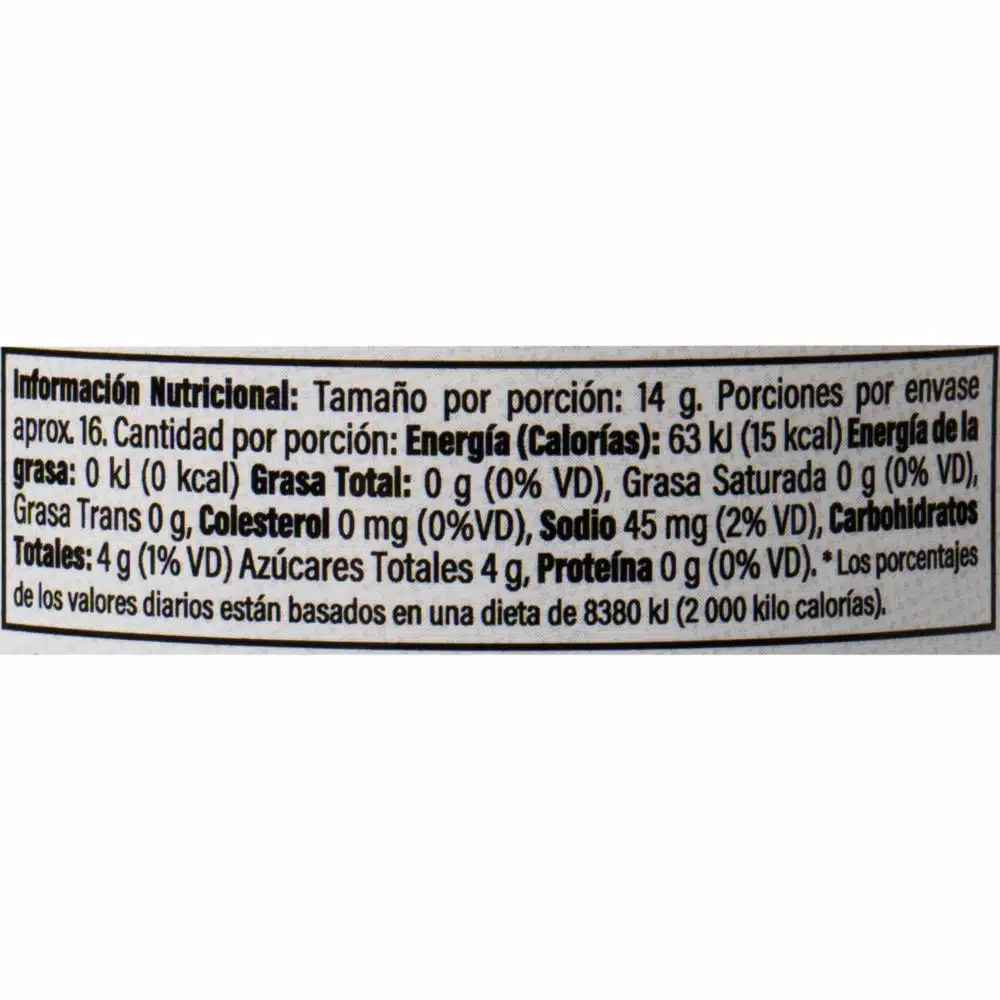 Información Nutricional: Tamaño por porción: 14 g. Porciones por envase
aprox. 16. Cantidad por porción: Energía (Calorías): 63 kJ (15 kcal) Energía de la
grasa: 0 kJ (0 kcal) Grasa Total: 0 g (0% VD), Grasa Saturada 0 g (0% VD),
Grasa Trans 0 g, Colesterol 0 mg (0%VD), Sodio 45 mg (2% VD), Carbohidratos
Totales: 4 g (1% VD) Azúcares Totales 4 g, Proteína 0 g (0% VD). * Los porcentajes
de los valores diarios están basados en una dieta de 8380 kJ (2 000 kilo calorías).